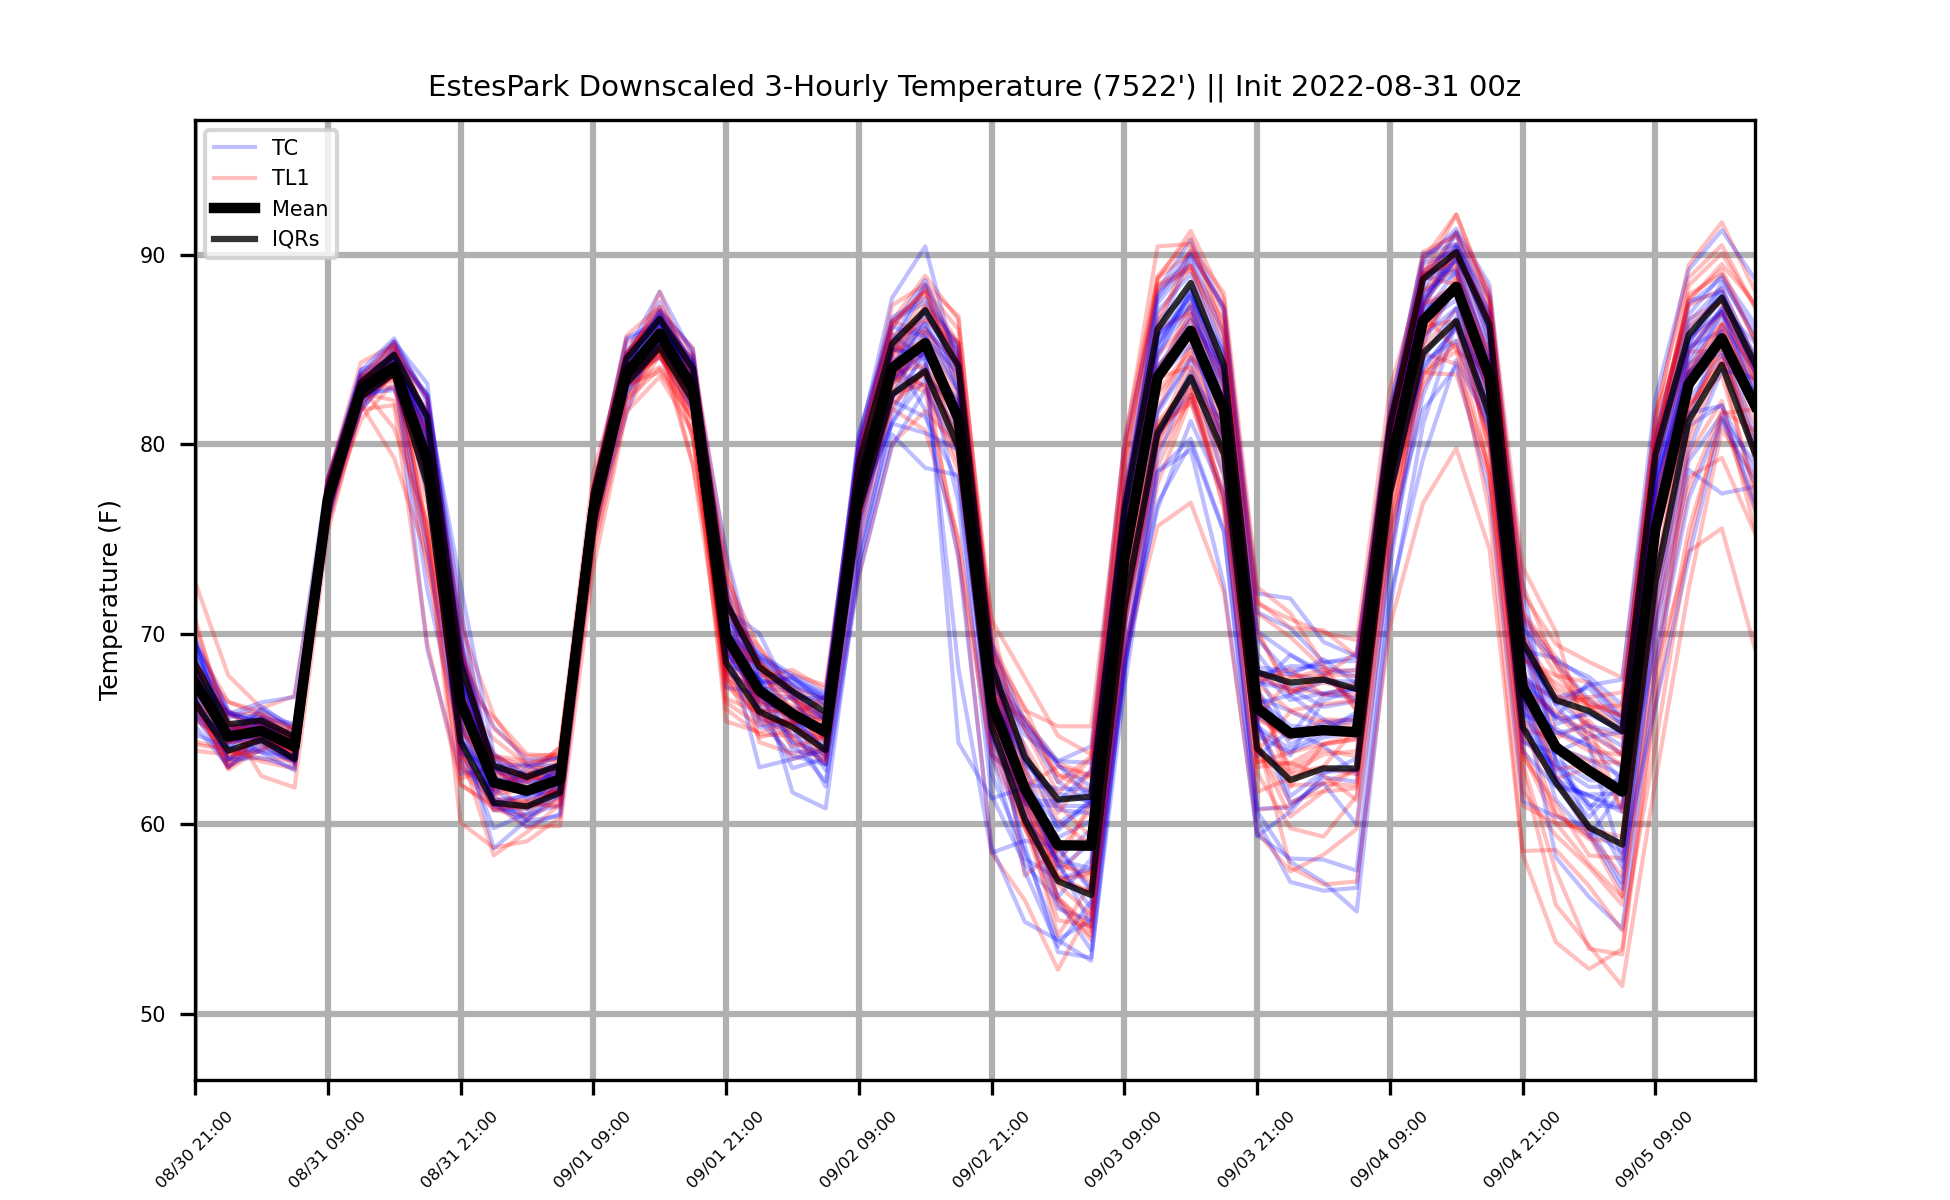 EstesPark Downscaled 3-Hourly Temperature (7522') || Init 2022-08-31 00z
TC
TL1
Mean
IQRs
Temperature (F)
90
80
70
60
50
08/30 21:00
08/31 09:00
08/31 21:00
09/01 09:00
09/01 21:00
09/02 09:00
09/02 21:00
09/03 09:00
09/03 21:00
09/04 09:00
09/04 21:00
09/05 09:00